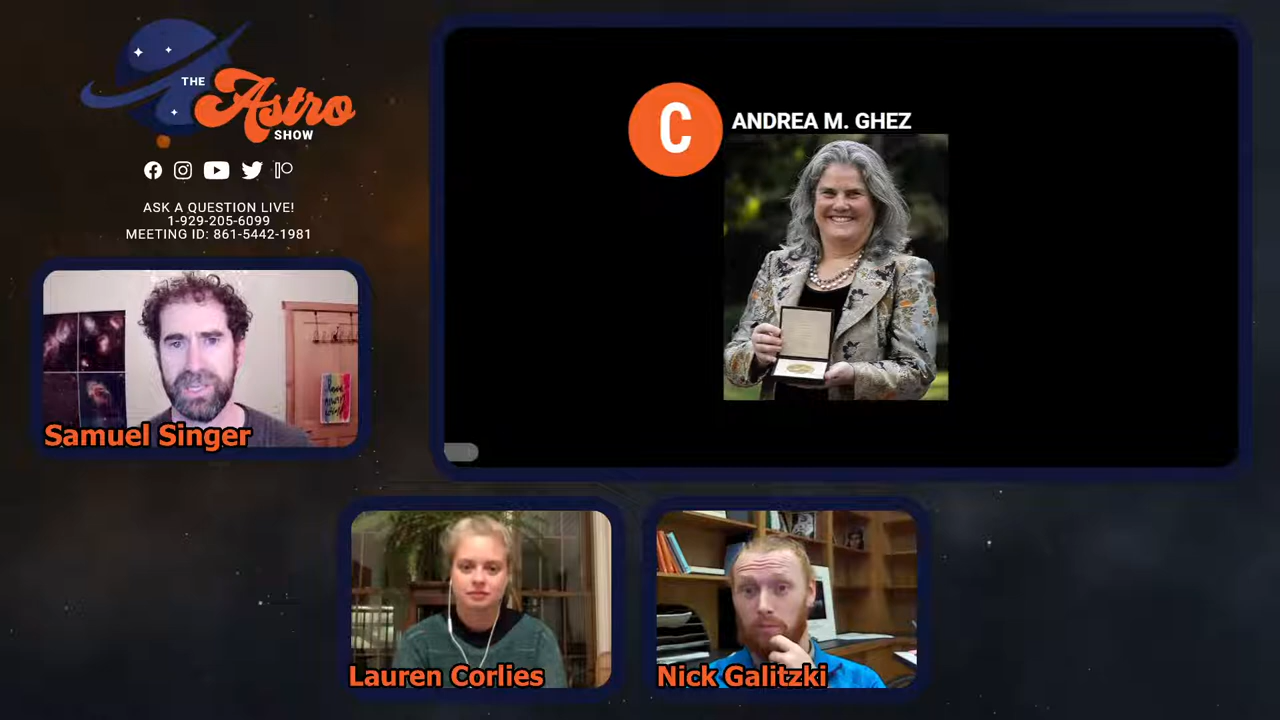 THE
Astro
SHOW
ASK A QUESTION LIVE!
1-929-205-6099
MEETING ID: 861-5442-1981
C
ANDREA M. GHEZ
Samuel Singer
Lauren Corlies
Nick Galitzki